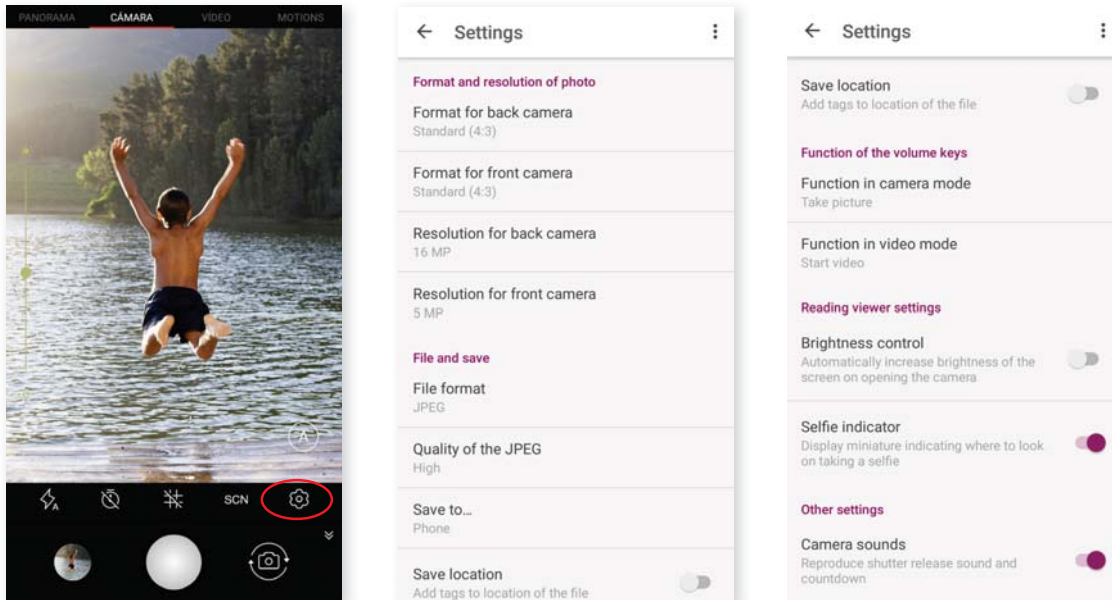 PANORAMA CÁMARA VÍDEO MOTIONS
A
SCN
A
Settings
Format and resolution of photo
Format for back camera
Standard (4:3)
Format for front camera
Standard (4:3)
Resolution for back camera
16 MP
Resolution for front camera
5 MP
File and save
File format
JPEG
Quality of the JPEG
High
Save to...
Phone
Save location
Add tags to location of the file
Settings
Save location
Add tags to location of the file
Function of the volume keys
Function in camera mode
Take picture
Function in video mode
Start video
Reading viewer settings
Brightness control
Automatically increase brightness of the
screen on opening the camera
Selfie indicator
Display miniature indicating where to look
on taking a selfie
Other settings
Camera sounds
Reproduce shutter release sound and
countdown